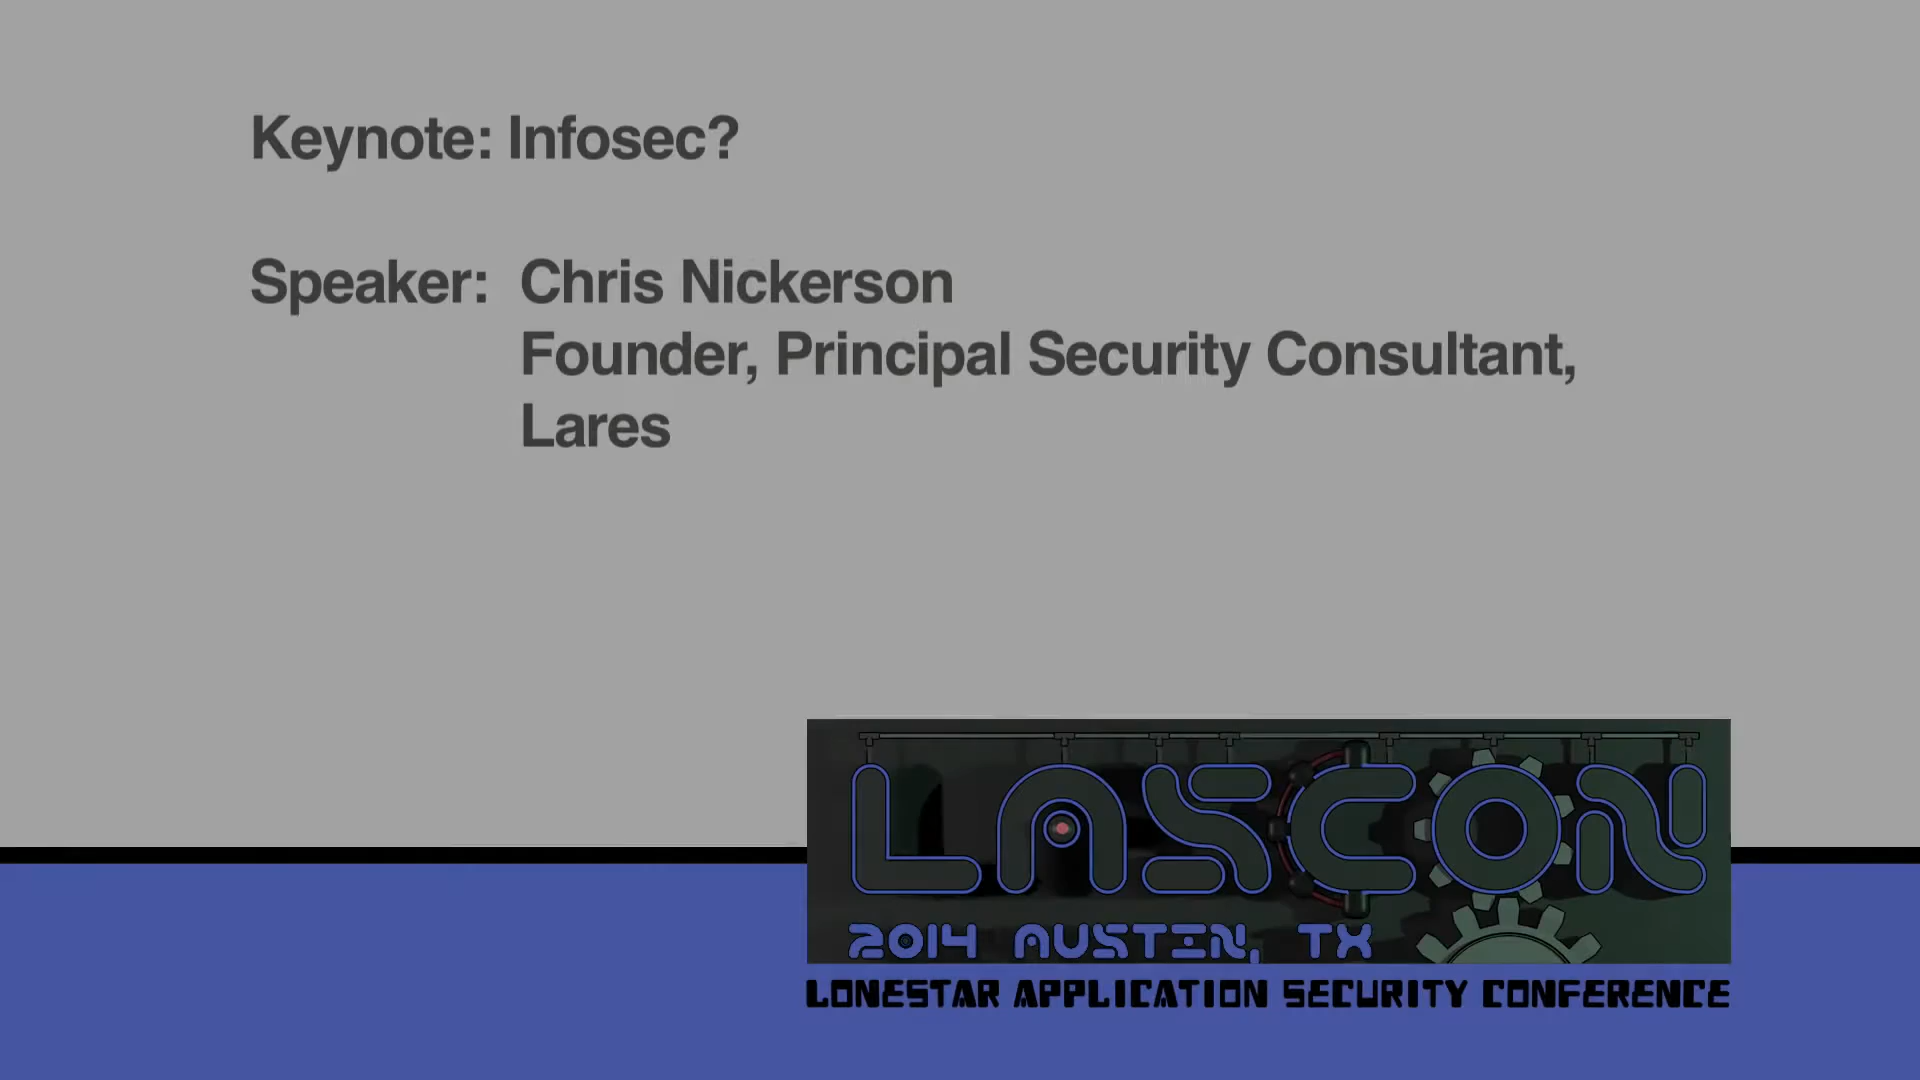 Keynote: Infosec?
Speaker: Chris Nickerson
Founder, Principal Security Consultant,
Lares
LASCON
2014 AUSTIN, TX
LONESTAR APPLICATION SECURITY CONFERENCE